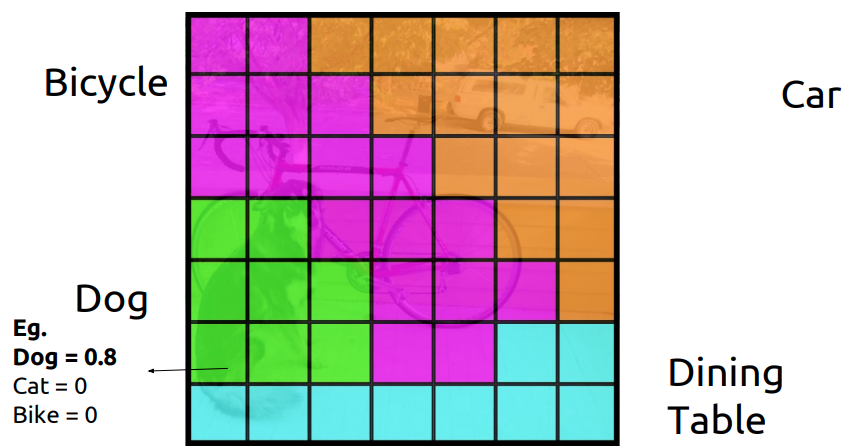 Bicycle
Car
Dog
Eg.
Dog = 0.8
Cat = 0
Bike = 0
Dining
Table